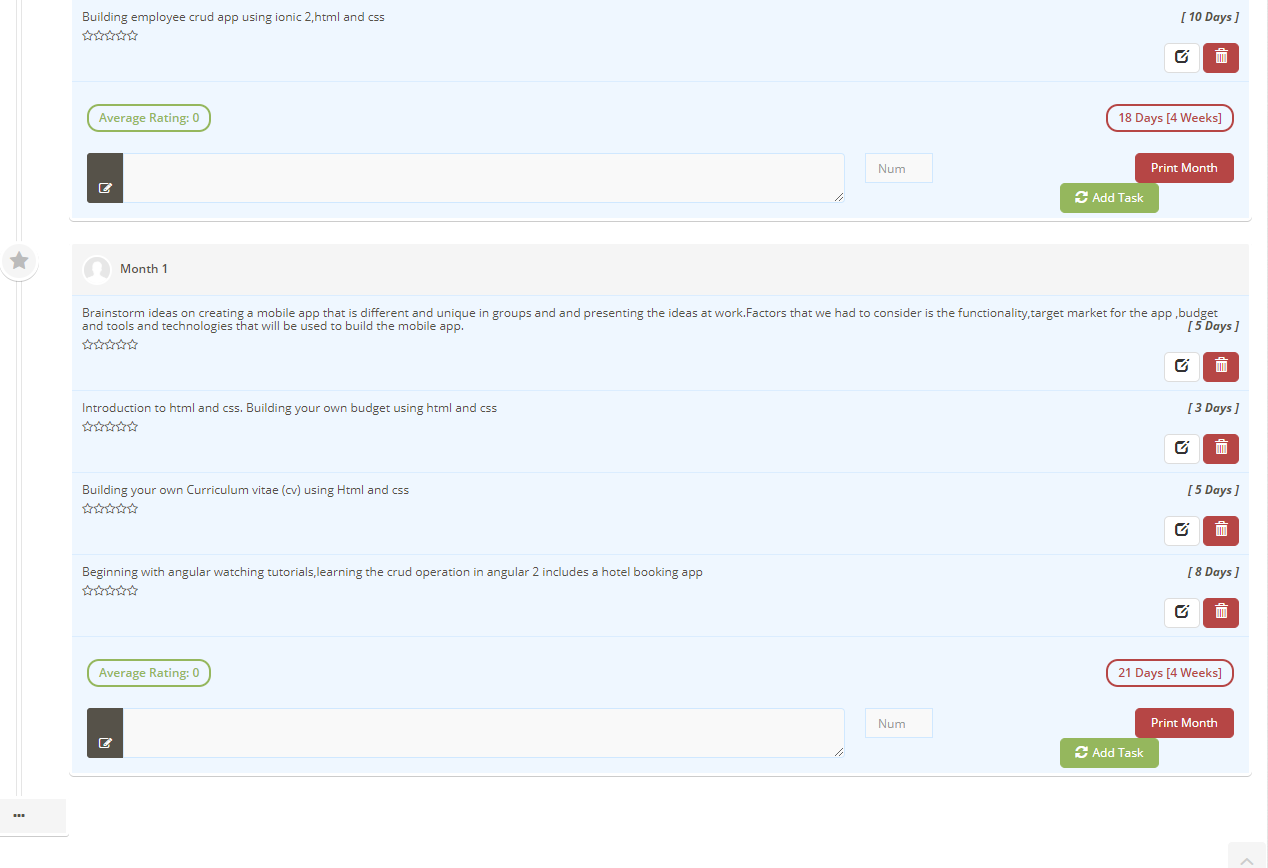 Building employee crud app using ionic 2,html and css
[ 10 Days ]
Average Rating: 0
18 Days [4 Weeks]
Num
Print Month
Add Task
Month 1
Brainstorm ideas on creating a mobile app that is different and unique in groups and and presenting the ideas at work.Factors that we had to consider is the functionality,target market for the app ,budget
and tools and technologies that will be used to build the mobile app.
[ 5 Days ]
Introduction to html and css. Building your own budget using html and css
[ 3 Days ]
Building your own Curriculum vitae (cv) using Html and css
[ 5 Days ]
Beginning with angular watching tutorials,learning the crud operation in angular 2 includes a hotel booking app
[ 8 Days ]
Average Rating: 0
21 Days [4 Weeks]
Num
Print Month
Add Task
...